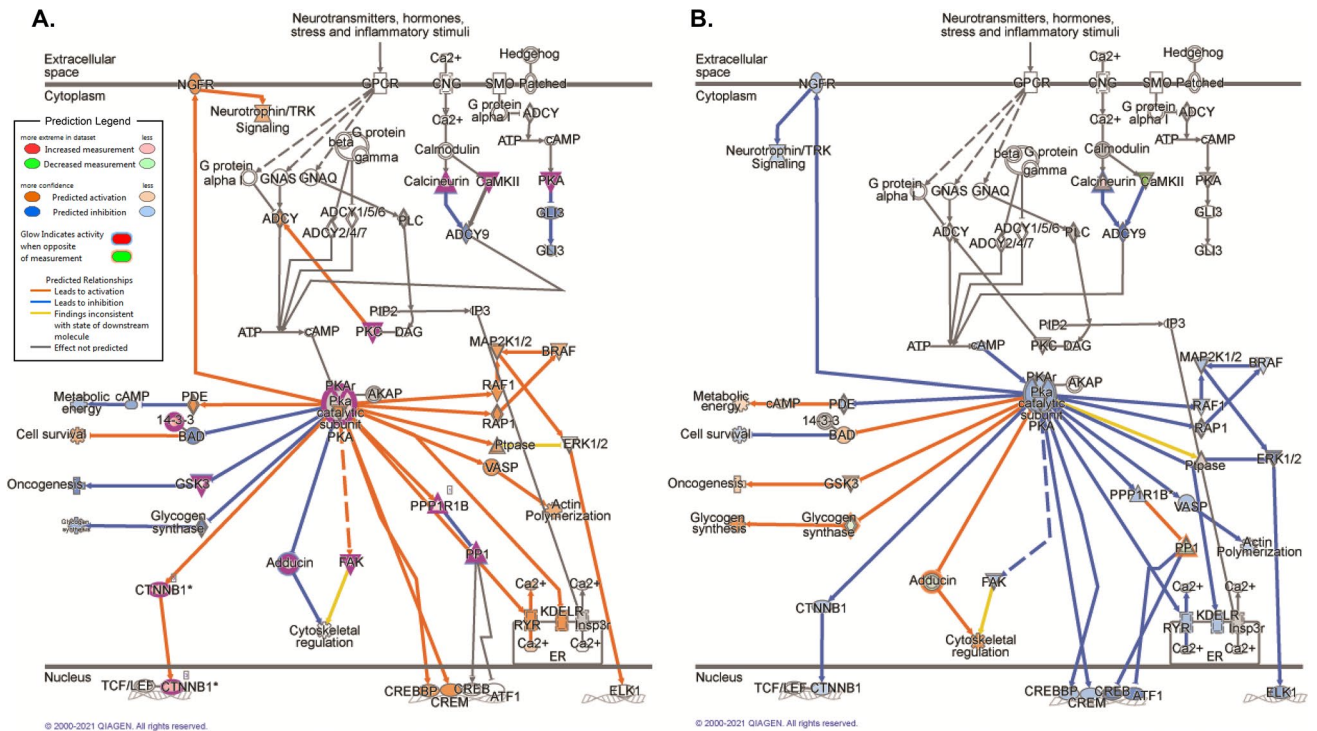 A.
Neurotransmitters, hormones,
stress and inflammatory stimuli
Extracellular
space
Cytoplasm
NGFR
GPCR
Ca2+
CNG
SMO
Hedgehog
Patched
Neurotrophin/TRK
Signaling
Prediction Legend
more extreme in dataset
less
Increased measurement
Decreased measurement
more confidence
less
Predicted activation
Predicted inhibition
Glow Indicates activity
when opposite
of measurement
Predicted Relationships
Leads to activation
Leads to inhibition
Findings inconsistent
with state of downstream
molecule
Effect not predicted
G protein
alpha I
GNAS
GNAQ
beta
G protein
gamma
Ca2+
Calmodulin
Calcineurin
CaMKII
G protein
alpha I
ADCY
ATP
cAMP
PKA
GLI3
GLI3
ADCY
ADCY1/5/6
ADCY2/4/7
PLC
ADCY9
ATP
cAMP
PIP2
IP3
PKC
DAG
MAP2K1/2
BRAF
RAF1
RAP1
PKAr
AKAP
Pka
catalytic
subunit
PKA
Metabolic
energy
cAMP
PDE
14-3-3
Cell survival
BAD
Ptpase
ERK1/2
VASP
Oncogenesis
GSK3
Glycogen
synthesis
Glycogen
synthase
PPP1R1B
Actin
Polymerization
PP1
Adducin
FAK
CTNNB1*
Cytoskeletal
regulation
Ca2+
Ca2+
KDELR
RYR
Insp3r
Ca2+
Ca2+
ER
Nucleus
TCF/LEF
CTNNB1*
CREBBP
CREM
CREB
ATF1
ELK1
© 2000-2021 QIAGEN. All rights reserved.
B.
Neurotransmitters, hormones,
stress and inflammatory stimuli
Extracellular
space
Cytoplasm
NGFR
GPCR
Ca2+
CNG
SMO
Hedgehog
Patched
Neurotrophin/TRK
Signaling
G protein
alpha I
GNAS
GNAQ
beta
G protein
gamma
Ca2+
Calmodulin
Calcineurin
CaMKII
G protein
alpha I
ADCY
ATP
cAMP
PKA
GLI3
GLI3
ADCY
ADCY1/5/6
ADCY2/4/7
PLC
ADCY9
ATP
cAMP
PIP2
IP3
PKC
DAG
MAP2K1/2
BRAF
RAF1
RAP1
PKAr
AKAP
Pka
catalytic
subunit
PKA
Metabolic
energy
cAMP
PDE
14-3-3
Cell survival
BAD
Ptpase
ERK1/2
Oncogenesis
GSK3
PPP1R1B*
VASP
Glycogen
synthesis
Glycogen
synthase
PP1
Actin
Polymerization
Adducin
FAK
CTNNB1
Cytoskeletal
regulation
Ca2+
Ca2+
KDELR
RYR
Insp3r
Ca2+
Ca2+
ER
Nucleus
TCF/LEF
CTNNB1
CREBBP
CREM
CREB
ATF1
ELK1
© 2000-2021 QIAGEN. All rights reserved.